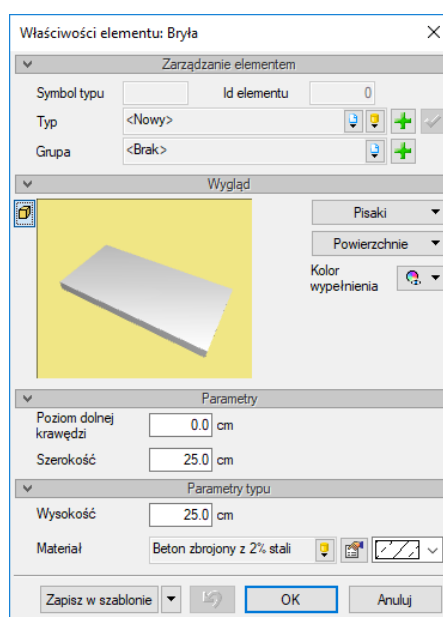 Właściwości elementu: Bryła
Zarządzanie elementem
Symbol typu Id elementu 0
Typ <Nowy>
Grupa <Brak>
Wygląd
Pisaki
Powierzchnie
Kolor
wypełnienia
Parametry
Poziom dolnej
krawędzi 0.0 cm
Szerokość 25.0 cm
Parametry typu
Wysokość 25.0 cm
Materiał Beton zbrojony z 2% stali
Zapisz w szablonie OK Anuluj